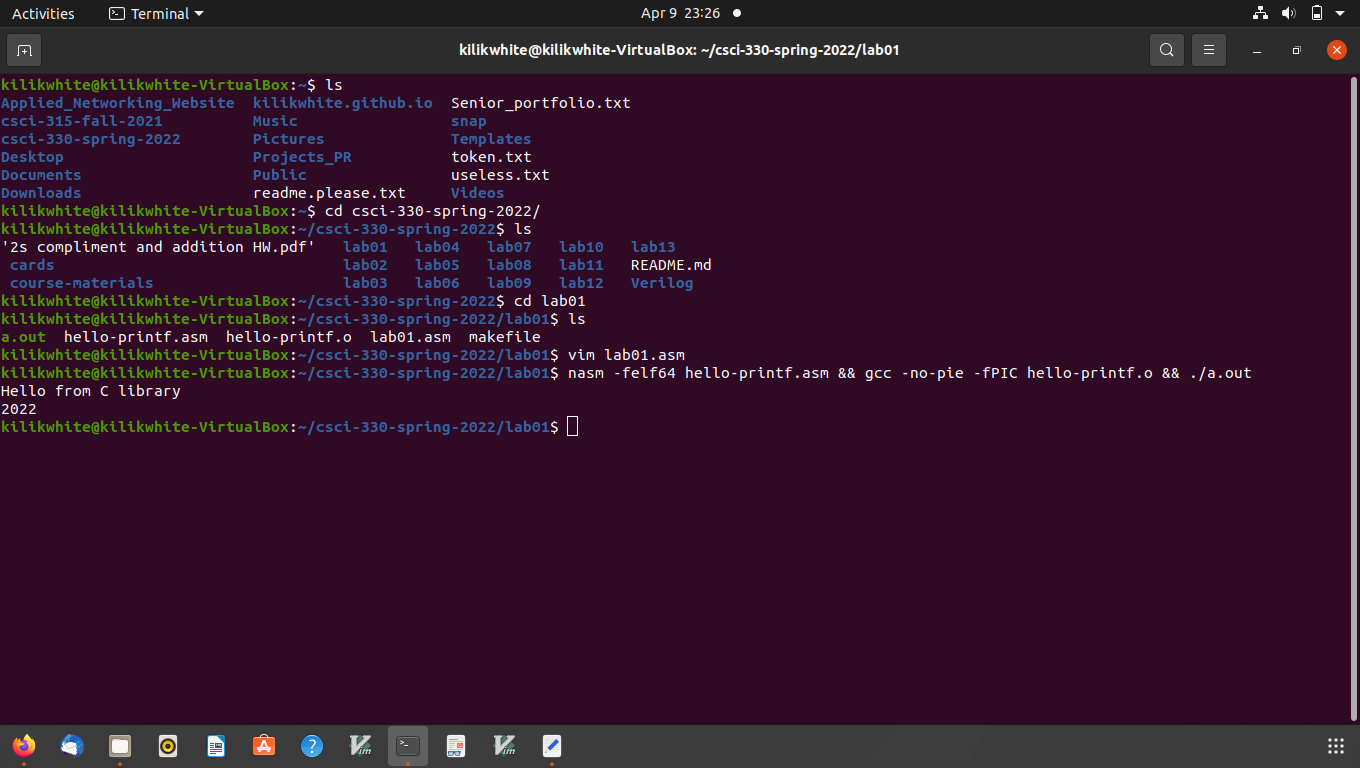 Activities Terminal Apr 9 23:26
kilikwhite@kilikwhite-VirtualBox: ~/csci-330-spring-2022/lab01
kilikwhite@kilikwhite-VirtualBox:~$ ls
Applied_Networking_Website kilikwhite.github.io Senior_portfolio.txt
csci-315-fall-2021 Music snap
csci-330-spring-2022 Pictures Templates
Desktop Projects_PR token.txt
Documents Public useless.txt
Downloads readme.please.txt Videos
kilikwhite@kilikwhite-VirtualBox:~$ cd csci-330-spring-2022/
kilikwhite@kilikwhite-VirtualBox:~/csci-330-spring-2022$ ls
'2s compliment and addition HW.pdf' lab01 lab04 lab07 lab10 lab13
cards lab02 lab05 lab08 lab11 README.md
course-materials lab03 lab06 lab09 lab12 Verilog
kilikwhite@kilikwhite-VirtualBox:~/csci-330-spring-2022$ cd lab01
kilikwhite@kilikwhite-VirtualBox:~/csci-330-spring-2022/lab01$ ls
a.out hello-printf.asm hello-printf.o lab01.asm makefile
kilikwhite@kilikwhite-VirtualBox:~/csci-330-spring-2022/lab01$ vim lab01.asm
kilikwhite@kilikwhite-VirtualBox:~/csci-330-spring-2022/lab01$ nasm -felf64 hello-printf.asm && gcc -no-pie -fPIC hello-printf.o && ./a.out
Hello from C library
2022
kilikwhite@kilikwhite-VirtualBox:~/csci-330-spring-2022/lab01$